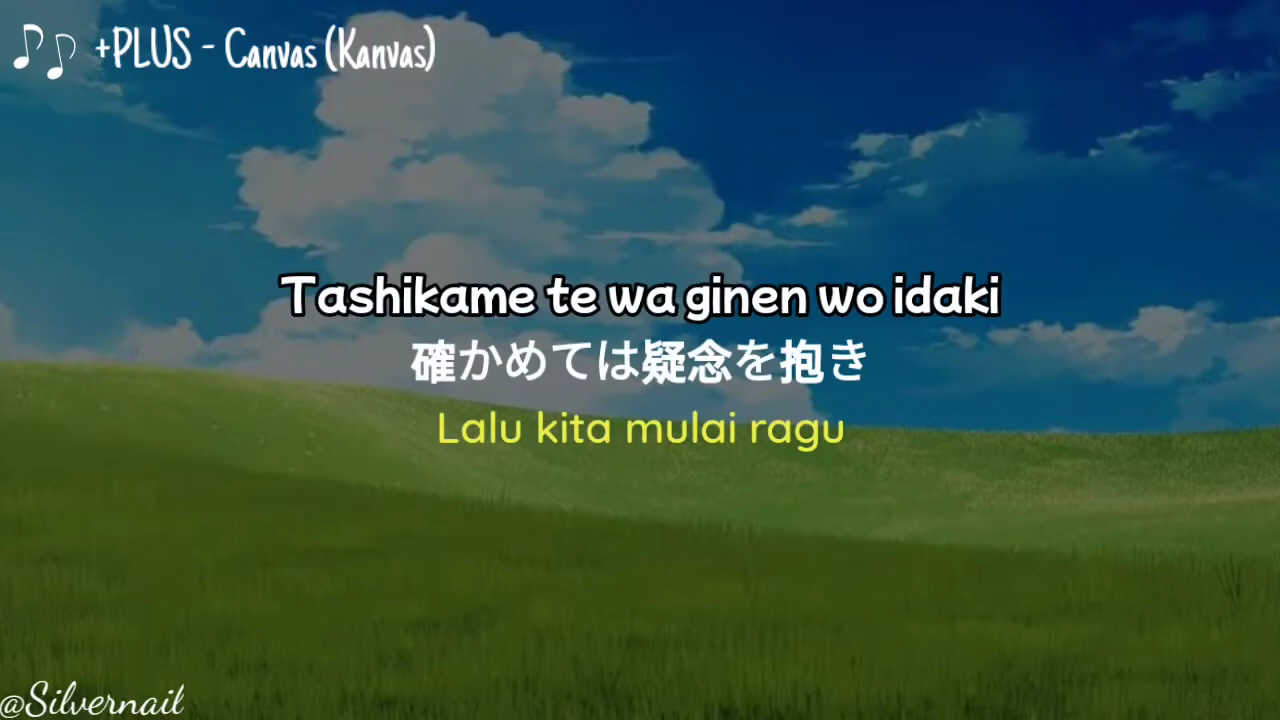 +PLUS - Canvas (Kanvas)
Tashikame te wa ginen wo idaki
確かめては疑念を抱き
Lalu kita mulai ragu
@Silvernail